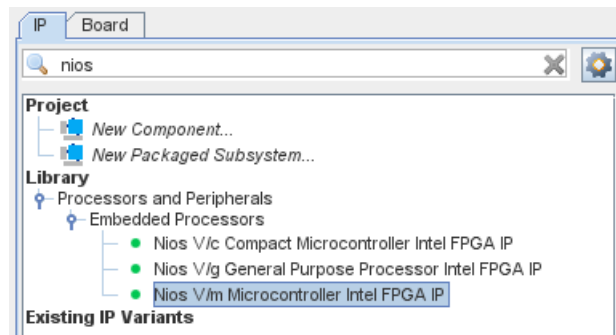 IP Board
nios
Project
New Component...
New Packaged Subsystem...
Library
Processors and Peripherals
Embedded Processors
Nios V/c Compact Microcontroller Intel FPGA IP
Nios V/g General Purpose Processor Intel FPGA IP
Nios V/m Microcontroller Intel FPGA IP
Existing IP Variants